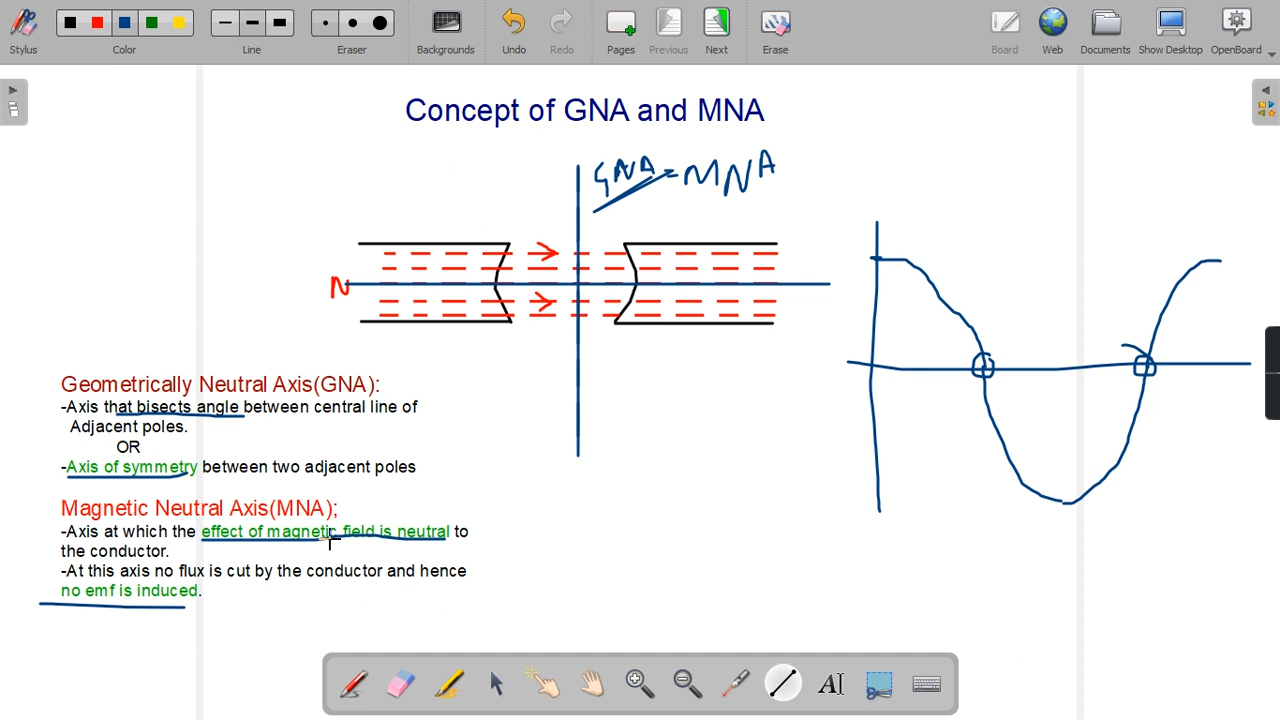 Stylus
Color
Line
Eraser
Backgrounds
Undo
Redo
Pages
Previous
Next
Erase
Board
Web
Documents
Show Desktop
OpenBoard
Concept of GNA and MNA
GNA = MNA
N
Geometrically Neutral Axis(GNA):
-Axis that bisects angle between central line of
Adjacent poles.
OR
-Axis of symmetry between two adjacent poles
Magnetic Neutral Axis(MNA);
-Axis at which the effect of magnetic field is neutral to
the conductor.
-At this axis no flux is cut by the conductor and hence
no emf is induced.